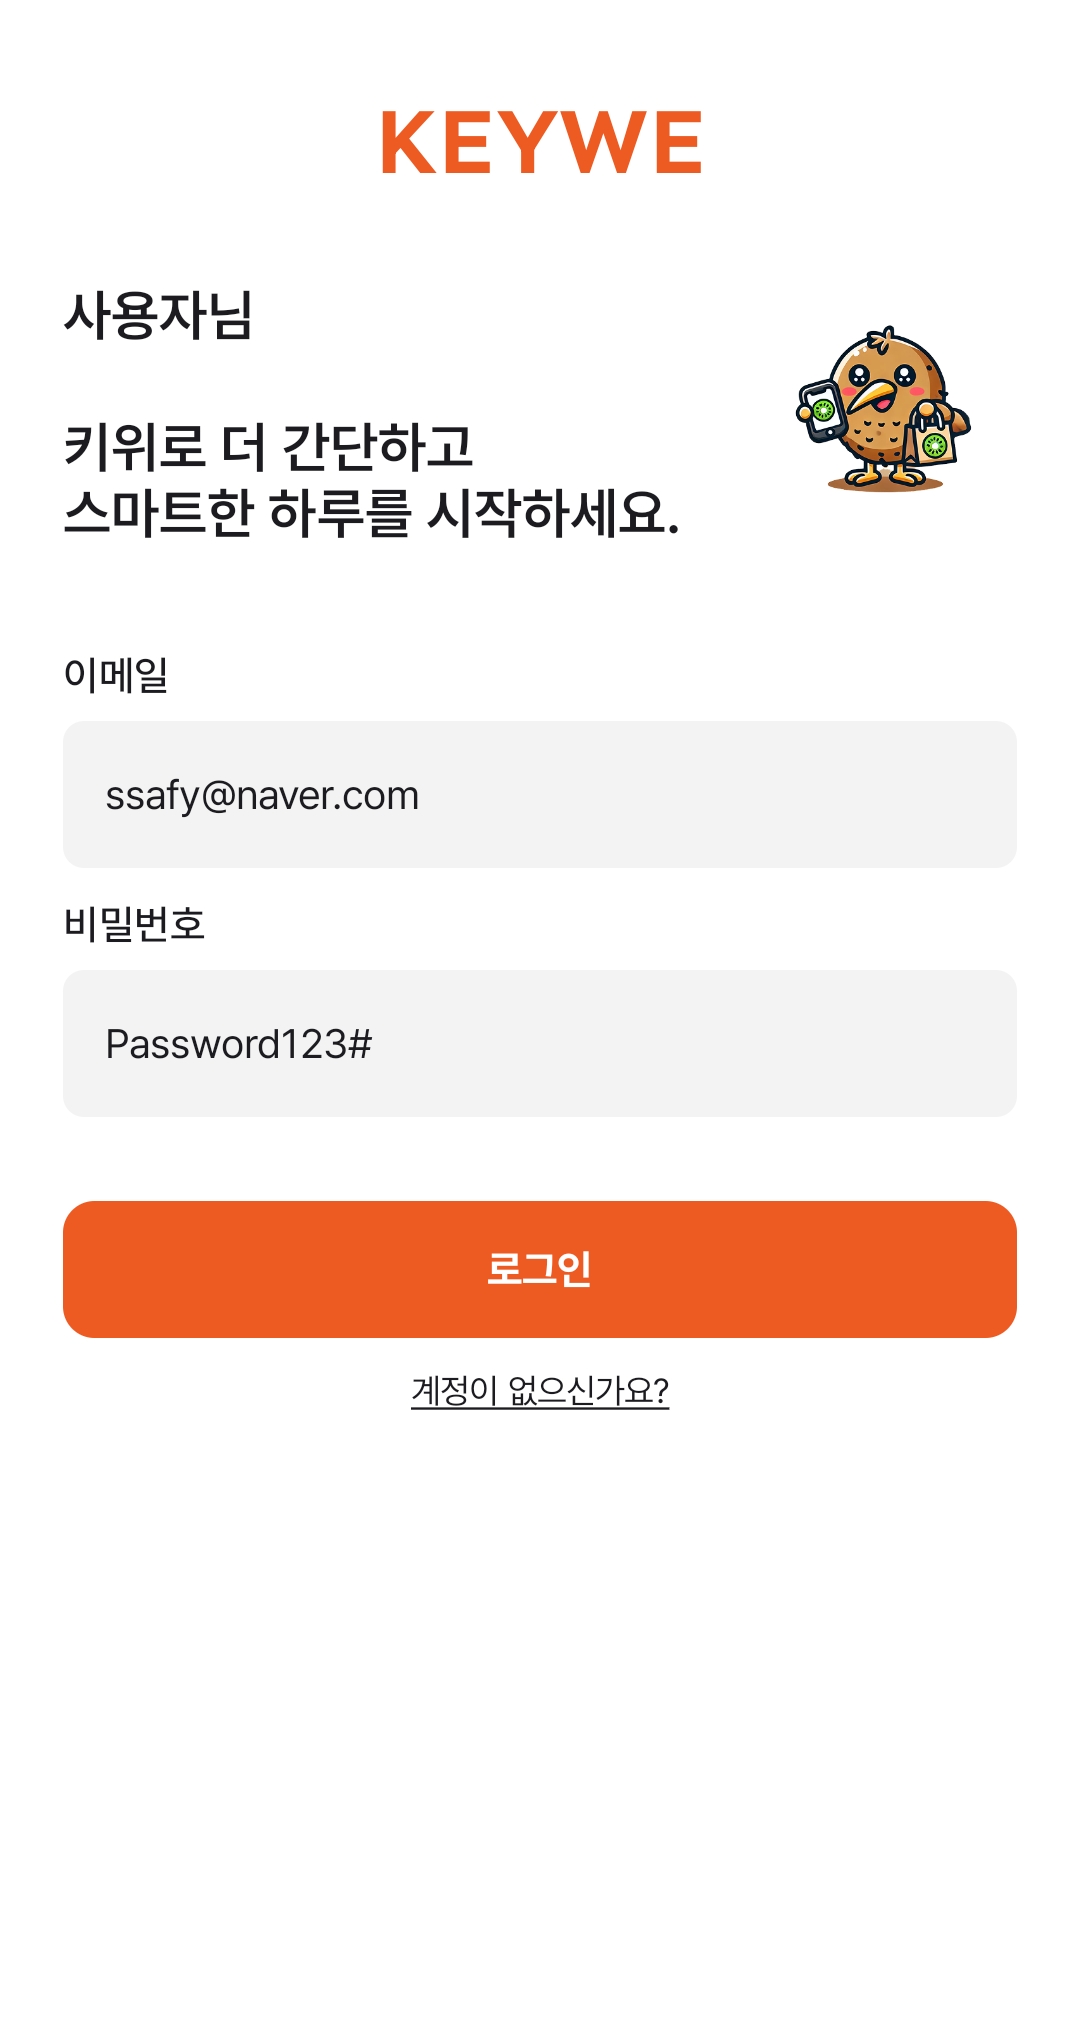 KEYWE
사용자님
키위로 더 간단하고
스마트한 하루를 시작하세요.
이메일
ssafy@naver.com
비밀번호
Password123#
로그인
계정이 없으신가요?